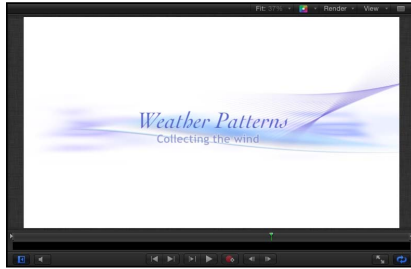 Fit: 37% Render View
Weather Patterns
Collecting the wind